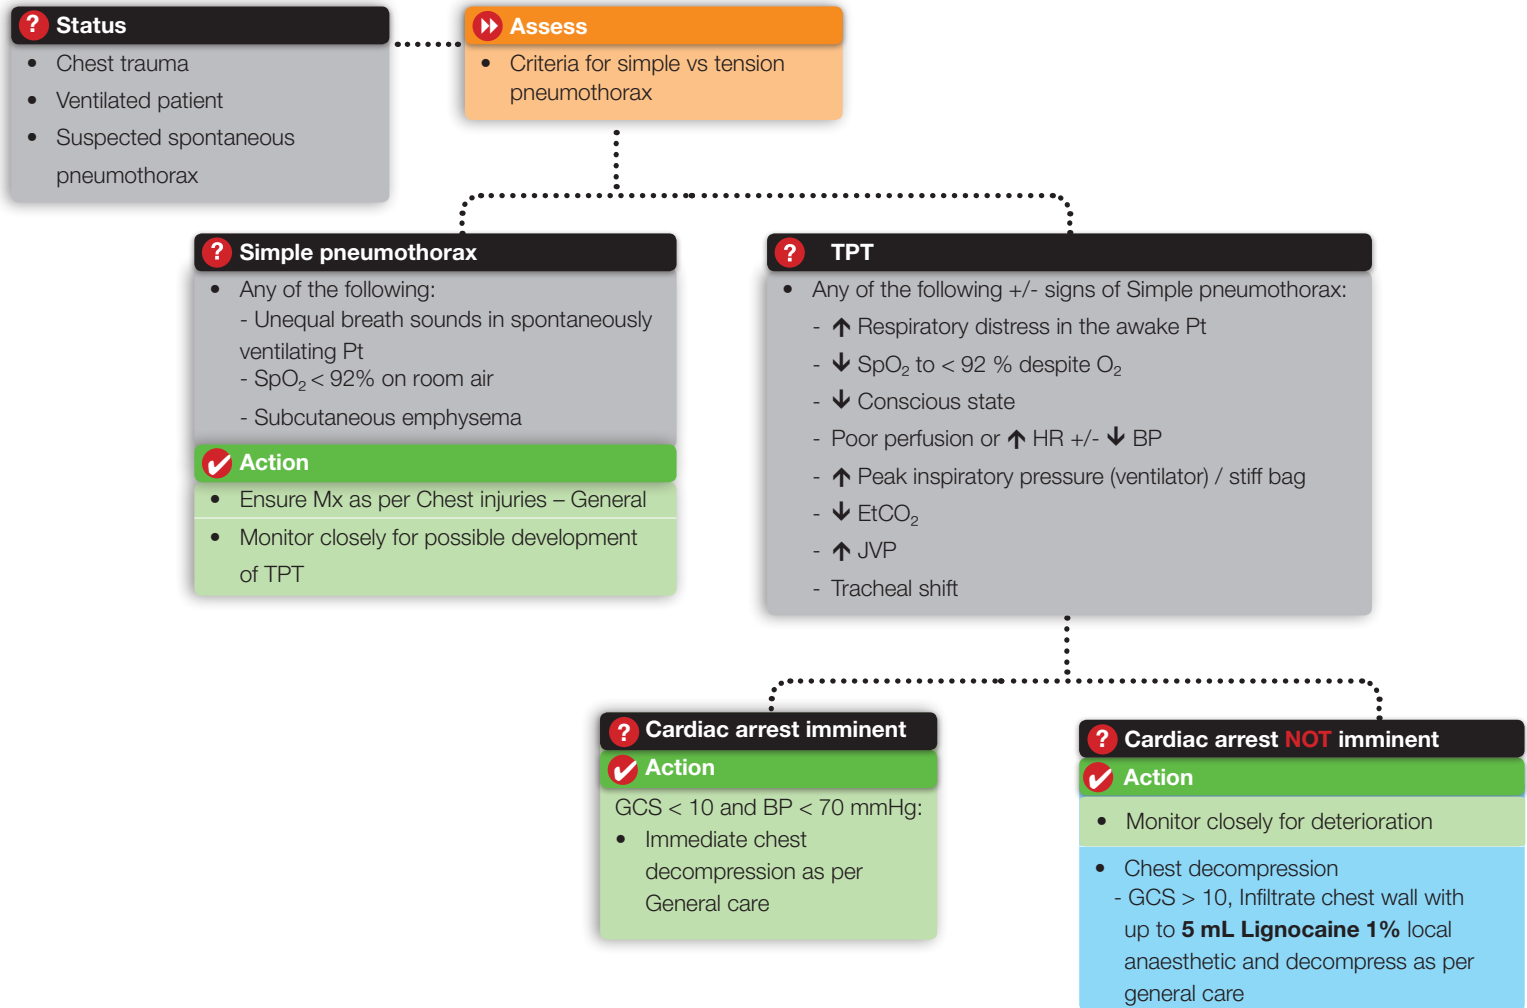 Status
• Chest trauma
• Ventilated patient
• Suspected spontaneous
pneumothorax
Assess
• Criteria for simple vs tension
pneumothorax
Simple pneumothorax
• Any of the following:
- Unequal breath sounds in spontaneously
ventilating Pt
- SpO₂ < 92% on room air
- Subcutaneous emphysema
Action
• Ensure Mx as per Chest injuries – General
• Monitor closely for possible development
of TPT
TPT
• Any of the following +/- signs of Simple pneumothorax:
- ↑ Respiratory distress in the awake Pt
- ↓ SpO₂ to < 92 % despite O₂
- ↓ Conscious state
- Poor perfusion or ↑ HR +/- ↓ BP
- ↑ Peak inspiratory pressure (ventilator) / stiff bag
- ↓ EtCO₂
- ↑ JVP
- Tracheal shift
Cardiac arrest imminent
Action
GCS < 10 and BP < 70 mmHg:
• Immediate chest
decompression as per
General care
Cardiac arrest NOT imminent
Action
• Monitor closely for deterioration
• Chest decompression
- GCS > 10, Infiltrate chest wall with
up to 5 mL Lignocaine 1% local
anaesthetic and decompress as per
general care